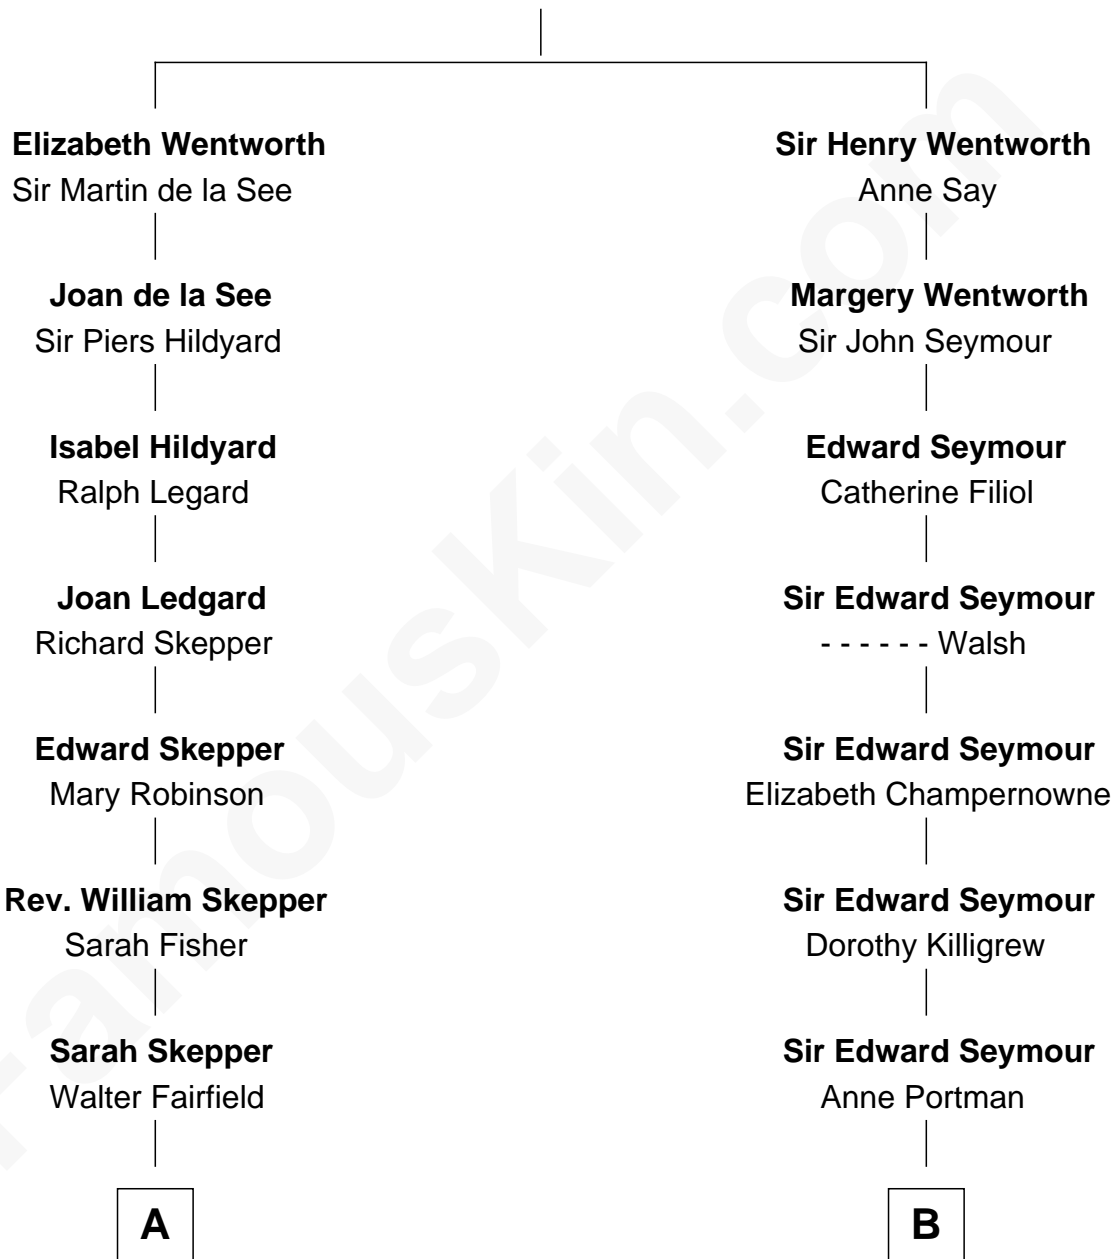 Elizabeth Wentworth
Sir Martin de la See
Joan de la See
Sir Piers Hildyard
Isabel Hildyard
Ralph Legard
Joan Ledgard
Richard Skepper
Edward Skepper
Mary Robinson
Rev. William Skepper
Sarah Fisher
Sarah Skepper
Walter Fairfield
A
Sir Henry Wentworth
Anne Say
Margery Wentworth
Sir John Seymour
Edward Seymour
Catherine Filiol
Sir Edward Seymour
- - - - - - Walsh
Sir Edward Seymour
Elizabeth Champernowne
Sir Edward Seymour
Dorothy Killigrew
Sir Edward Seymour
Anne Portman
B
FamousKin.com